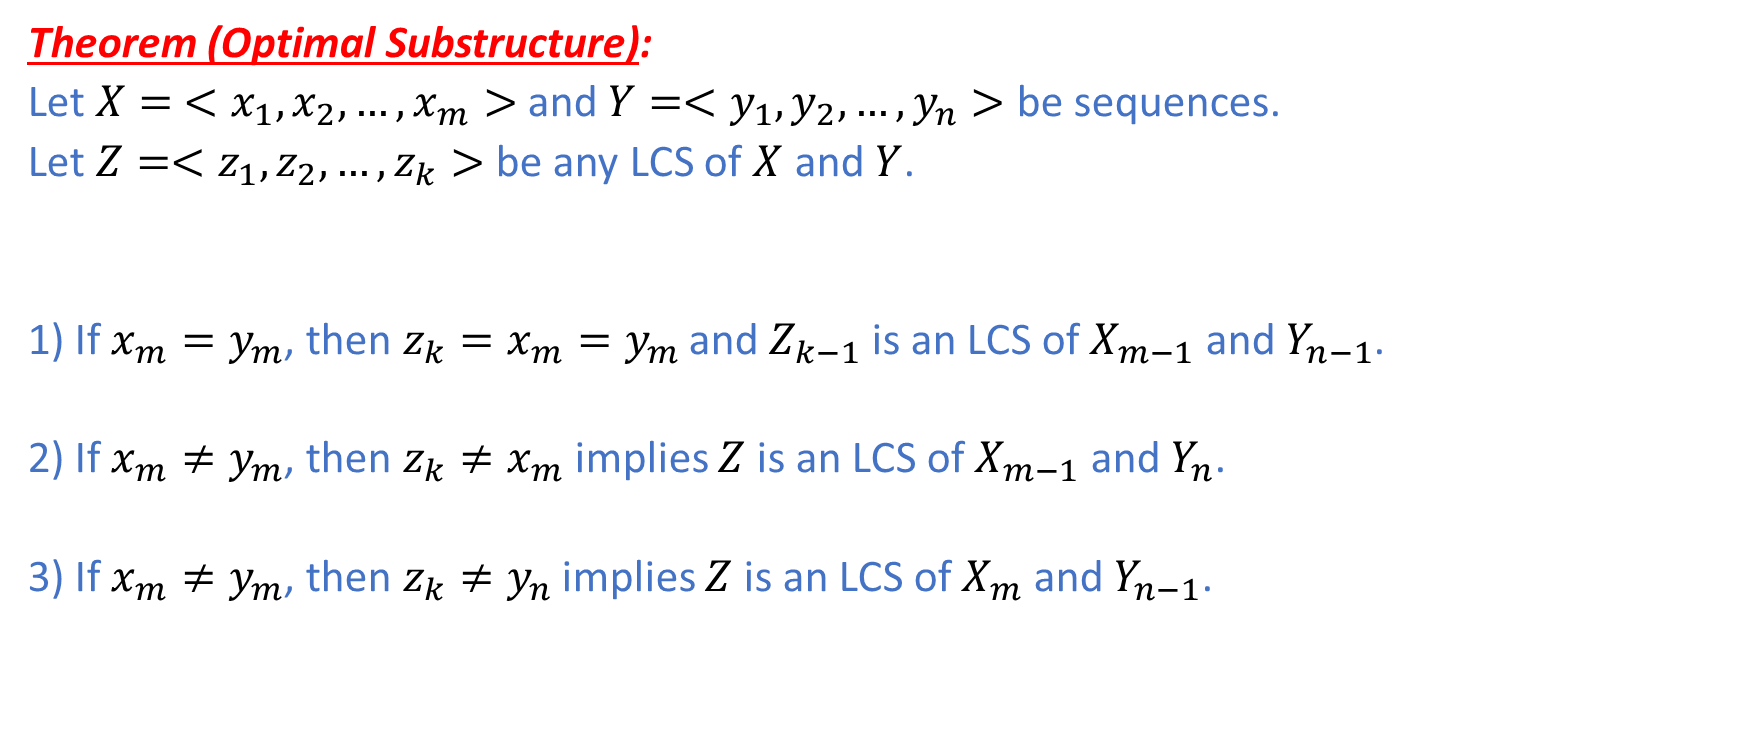 Theorem (Optimal Substructure):
Let X = < x₁, x₂, … , xₘ > and Y =< y₁, y₂, … , yₙ > be sequences.
Let Z =< z₁, z₂, … , zₖ > be any LCS of X and Y.
1) If xₘ = yₘ, then zₖ = xₘ = yₘ and Zₖ₋₁ is an LCS of Xₘ₋₁ and Yₙ₋₁.
2) If xₘ ≠ yₘ, then zₖ ≠ xₘ implies Z is an LCS of Xₘ₋₁ and Yₙ.
3) If xₘ ≠ yₘ, then zₖ ≠ yₙ implies Z is an LCS of Xₘ and Yₙ₋₁.